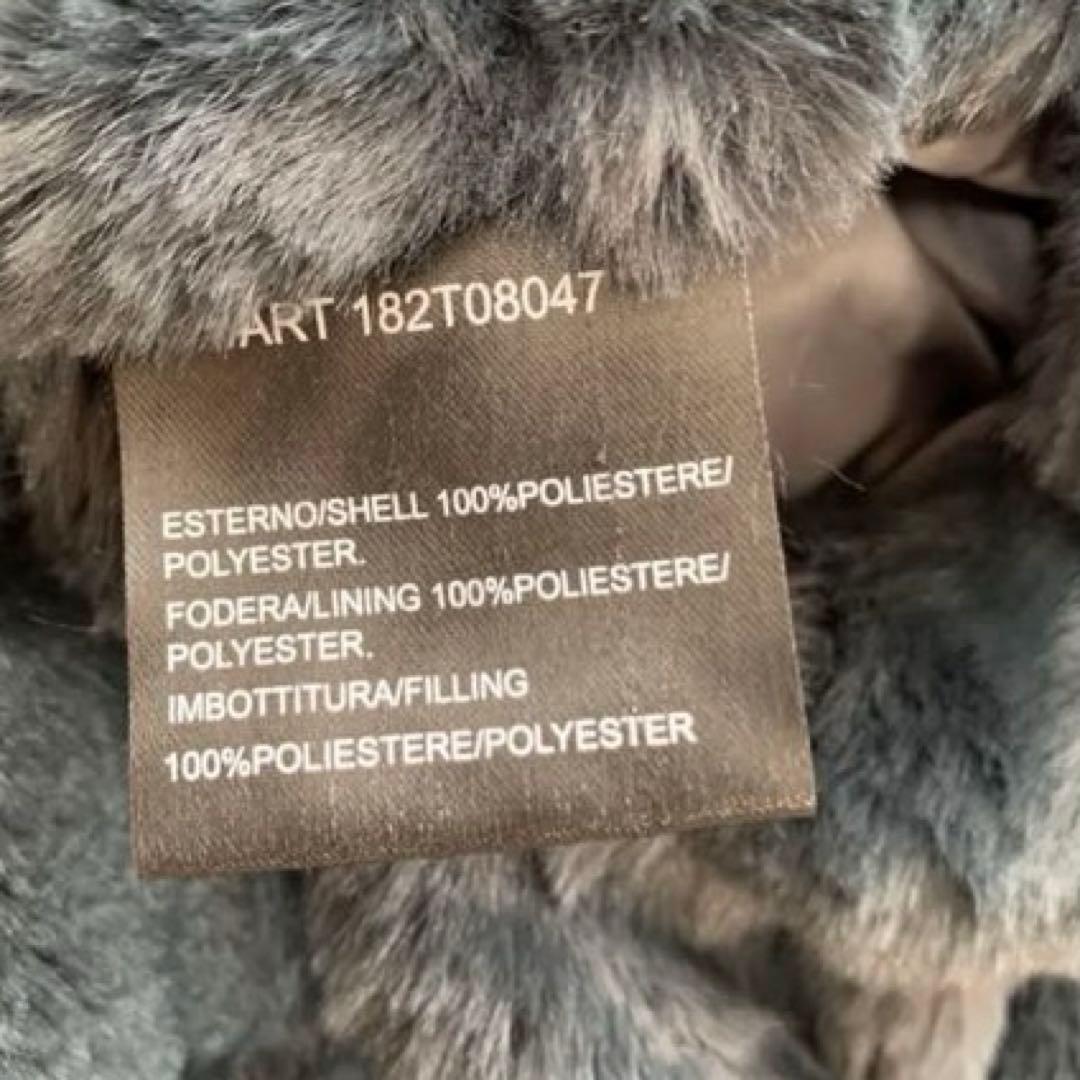 ART 182T08047
ESTERNO/SHELL 100%POLIESTERE/
POLYESTER.
FODERA/LINING 100%POLIESTERE/
POLYESTER.
IMBOTTITURA/FILLING
100%POLIESTERE/POLYESTER